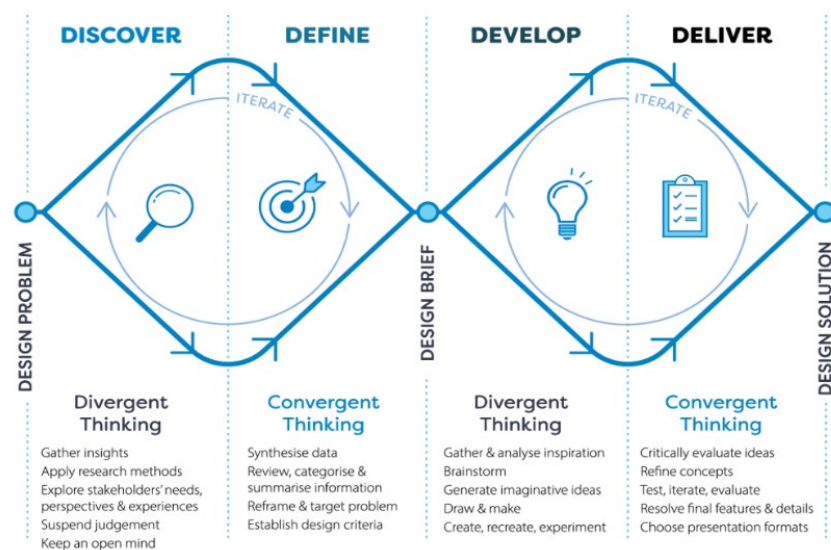 DISCOVER
DEFINE
DEVELOP
DELIVER
ITERATE
ITERATE
DESIGN PROBLEM
DESIGN BRIEF
DESIGN SOLUTION
Divergent
Thinking
Gather insights
Apply research methods
Explore stakeholders' needs,
perspectives & experiences
Suspend judgement
Keep an open mind
Convergent
Thinking
Synthesise data
Review, categorise &
summarise information
Reframe & target problem
Establish design criteria
Divergent
Thinking
Gather & analyse inspiration
Brainstorm
Generate imaginative ideas
Draw & make
Create, recreate, experiment
Convergent
Thinking
Critically evaluate ideas
Refine concepts
Test, iterate, evaluate
Resolve final features & details
Choose presentation formats